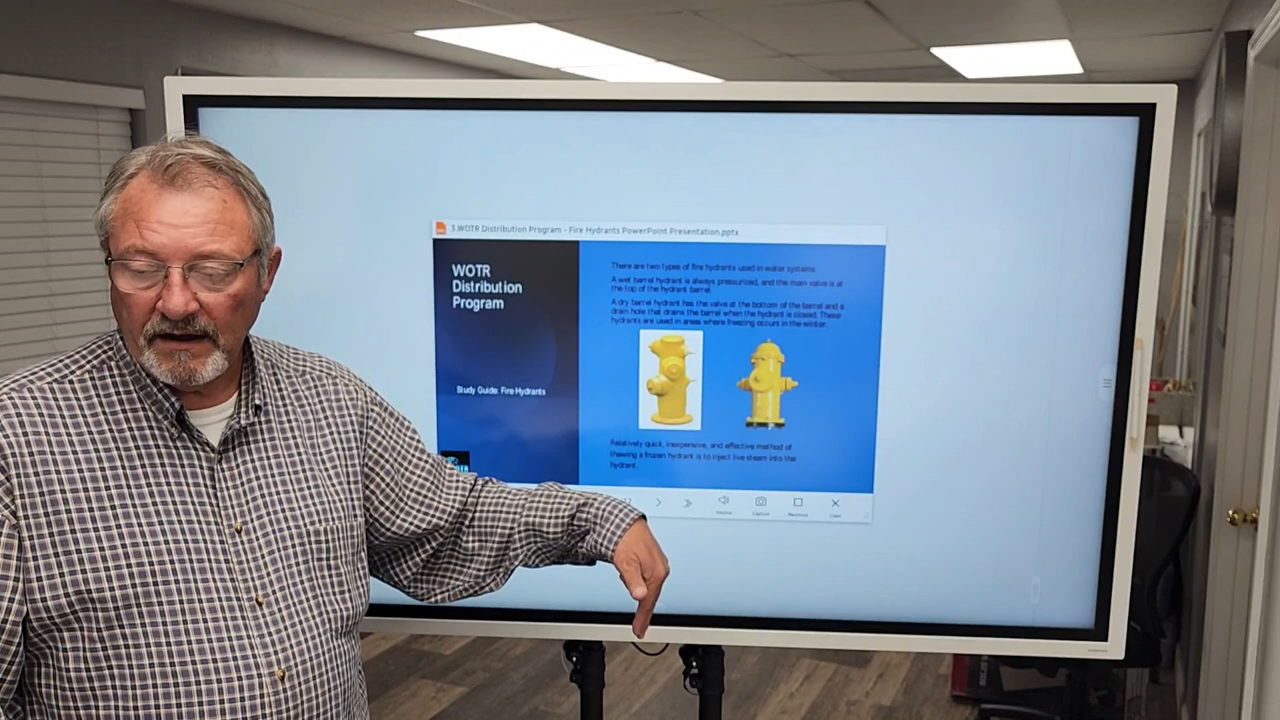 3.WOTR Distribution Program - Fire Hydrants PowerPoint Presentation.pptx
WOTR
Distribution
Program
Study Guide: Fire Hydrants
There are two types of fire hydrants used in water systems.
A wet barrel hydrant is always pressurized, and the main valve is at
the top of the hydrant barrel.
A dry barrel hydrant has the valve at the bottom of the barrel and a
drain hole that drains the barrel when the hydrant is closed. These
hydrants are used in areas where freezing occurs in the winter.
Relatively quick, inexpensive, and effective method of
thawing a frozen hydrant is to inject live steam into the
hydrant.
Volume
Capture
Maximize
Close